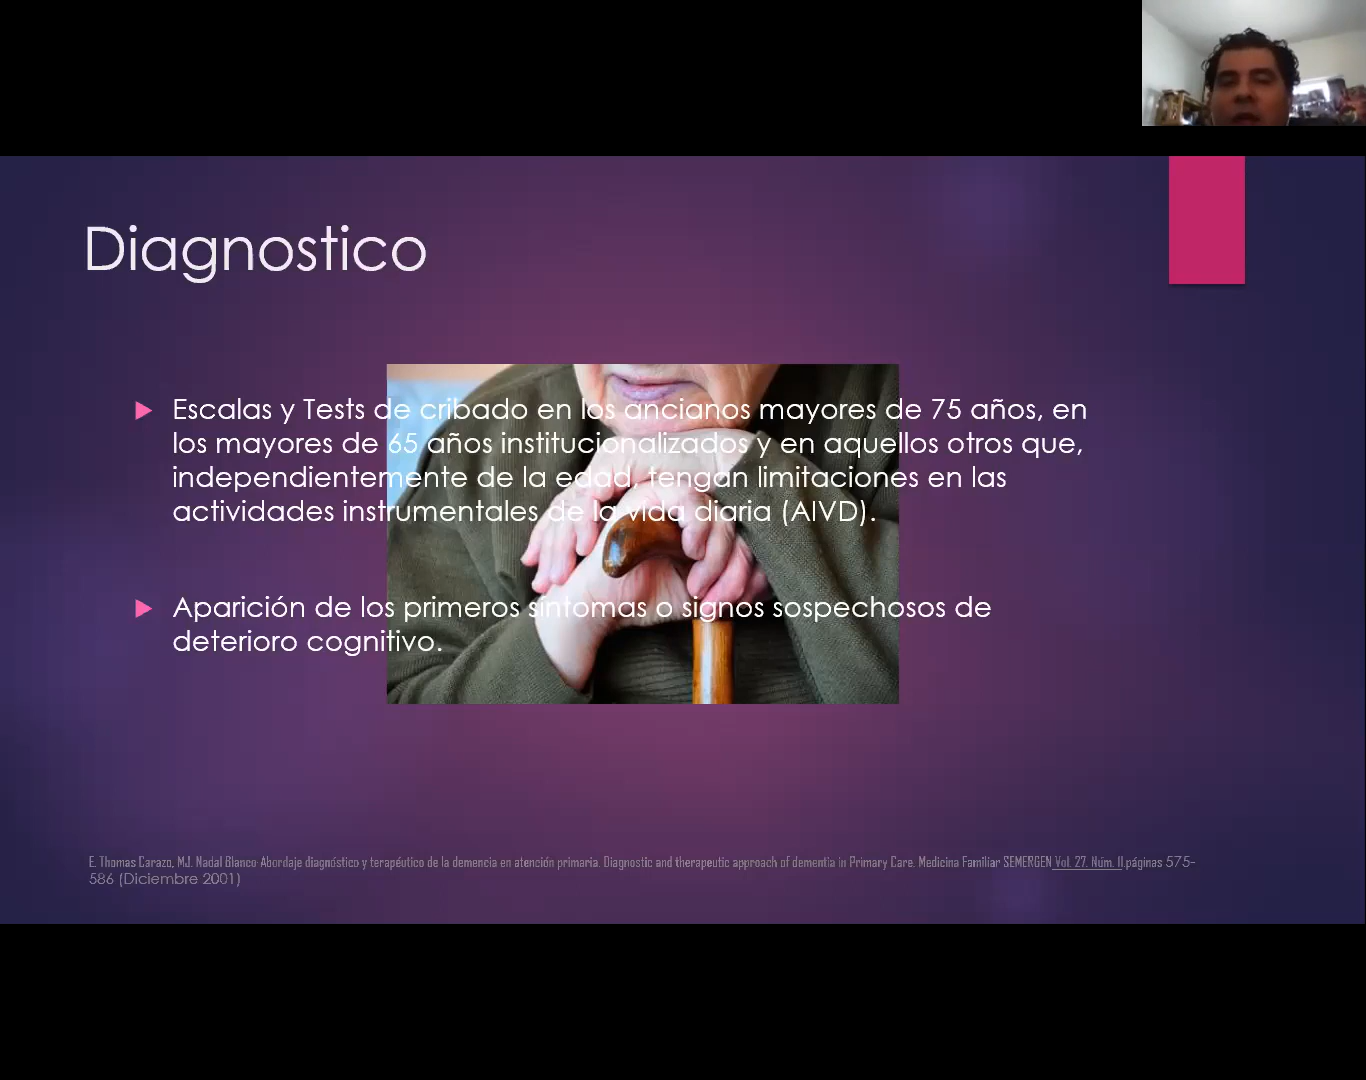 Diagnostico
Escalas y Tests de cribado en los ancianos mayores de 75 años, en
los mayores de 65 años institucionalizados y en aquellos otros que,
independientemente de la edad, tengan limitaciones en las
actividades instrumentales de la vida diaria (AIVD).
Aparición de los primeros sintomas o signos sospechosos de
deterioro cognitivo.
E. Thomas Carazo, MJ. Nadal Blanco Abordaje diagnóstico y terapéutico de la demencia en atención primaria. Diagnostic and therapeutic approach of dementia in Primary Care. Medicina Familiar SEMERGEN Vol. 27. Núm. 11.páginas 575-
586 (Diciembre 2001)